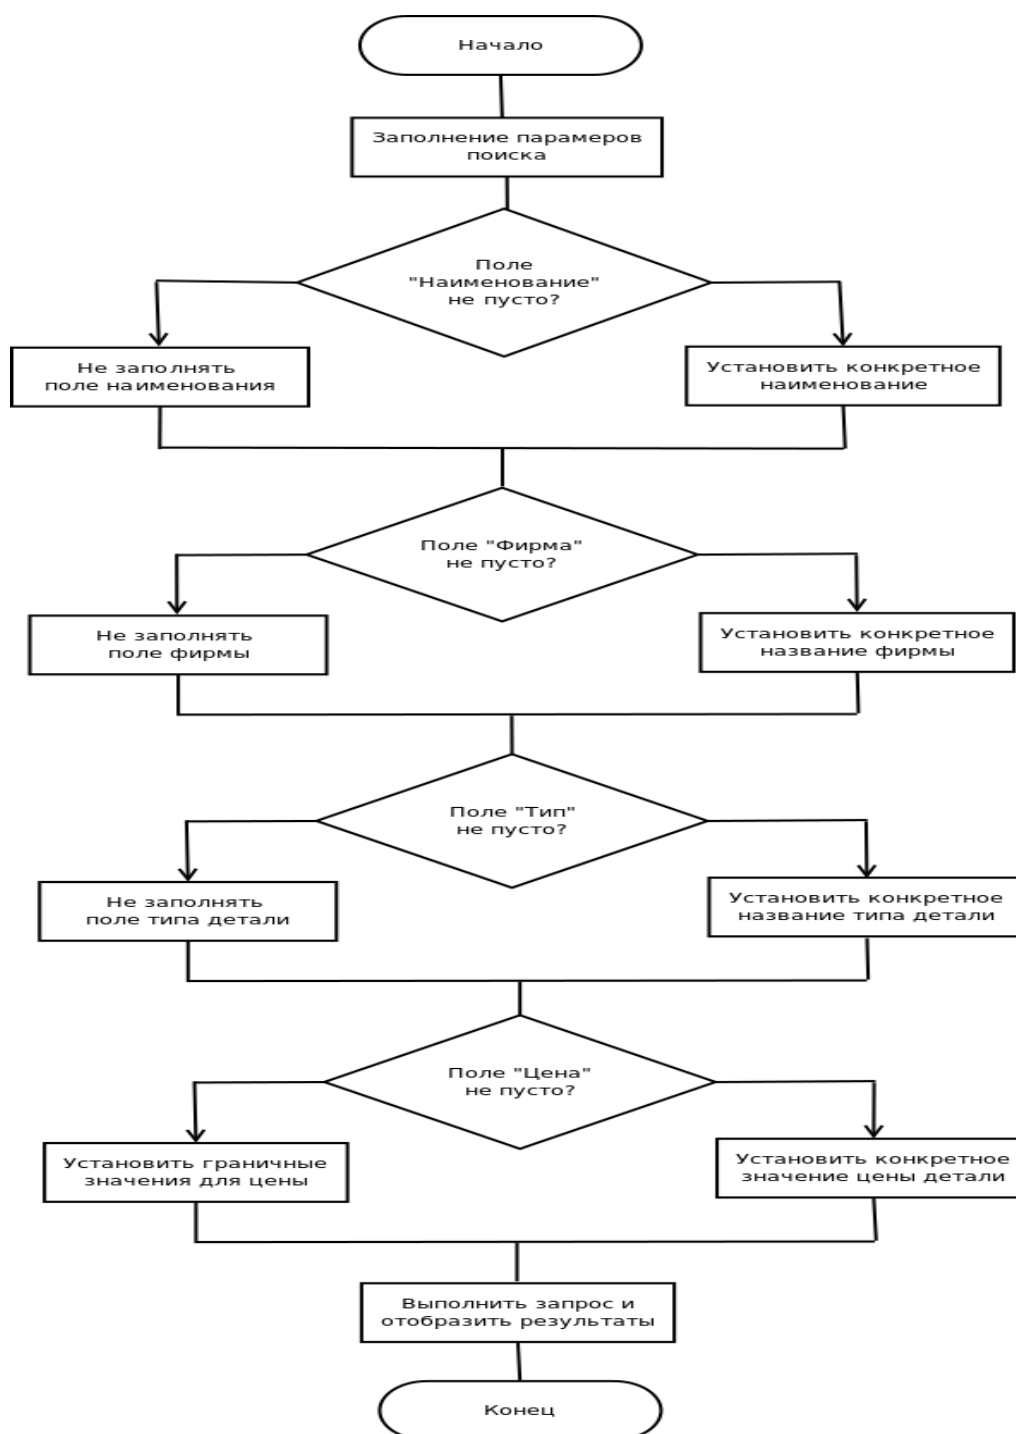 Начало
Заполнение парамеров
поиска
Поле
"Наименование"
не пусто?
Не заполнять
поле наименования
Установить конкретное
наименование
Поле "Фирма"
не пусто?
Не заполнять
поле фирмы
Установить конкретное
название фирмы
Поле "Тип"
не пусто?
Не заполнять
поле типа детали
Установить конкретное
название типа детали
Поле "Цена"
не пусто?
Установить граничные
значения для цены
Установить конкретное
значение цены детали
Выполнить запрос и
отобразить результаты
Конец